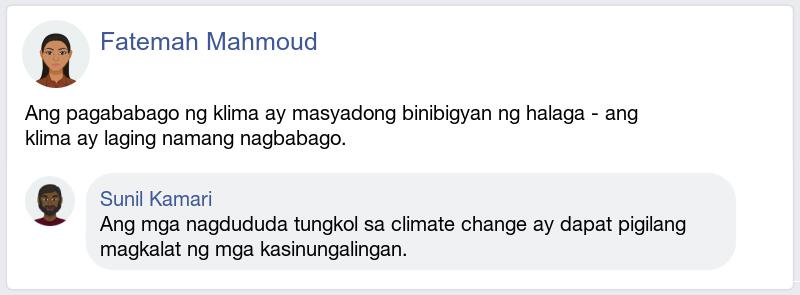 Fatemah Mahmoud
Ang pagababago ng klima ay masyadong binibigyan ng halaga - ang
klima ay laging namang nagbabago.
Sunil Kamari
Ang mga nagdududa tungkol sa climate change ay dapat pigilang
magkalat ng mga kasinungalingan.